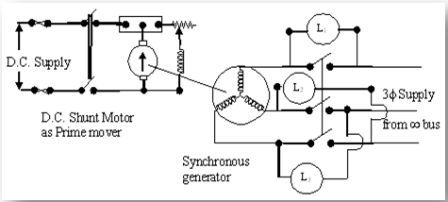 D.C. Supply
D.C. Shunt Motor
as Prime mover
Synchronous
generator
L₁
L₂
L₃
3ϕ Supply
from ∞ bus